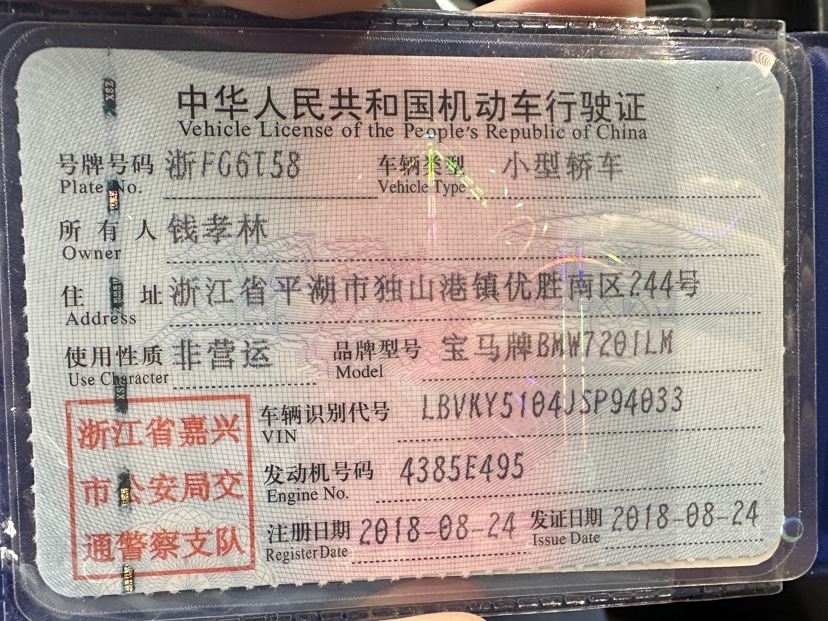 中华人民共和国机动车行驶证
Vehicle License of the People's Republic of China
号牌号码 浙FG6T58 车辆类型 小型轿车
Plate No. Vehicle Type
所有人 钱孝林
Owner
住址 浙江省平湖市独山港镇优胜南区244号
Address
使用性质 非营运 品牌型号 宝马牌BMW7201LM
Use Character Model
浙江省嘉兴
市公安局交
通警察支队
车辆识别代号 LBVKY5104JSP94033
VIN
发动机号码 4385E495
Engine No.
注册日期 2018-08-24 发证日期 2018-08-24
Register Date Issue Date